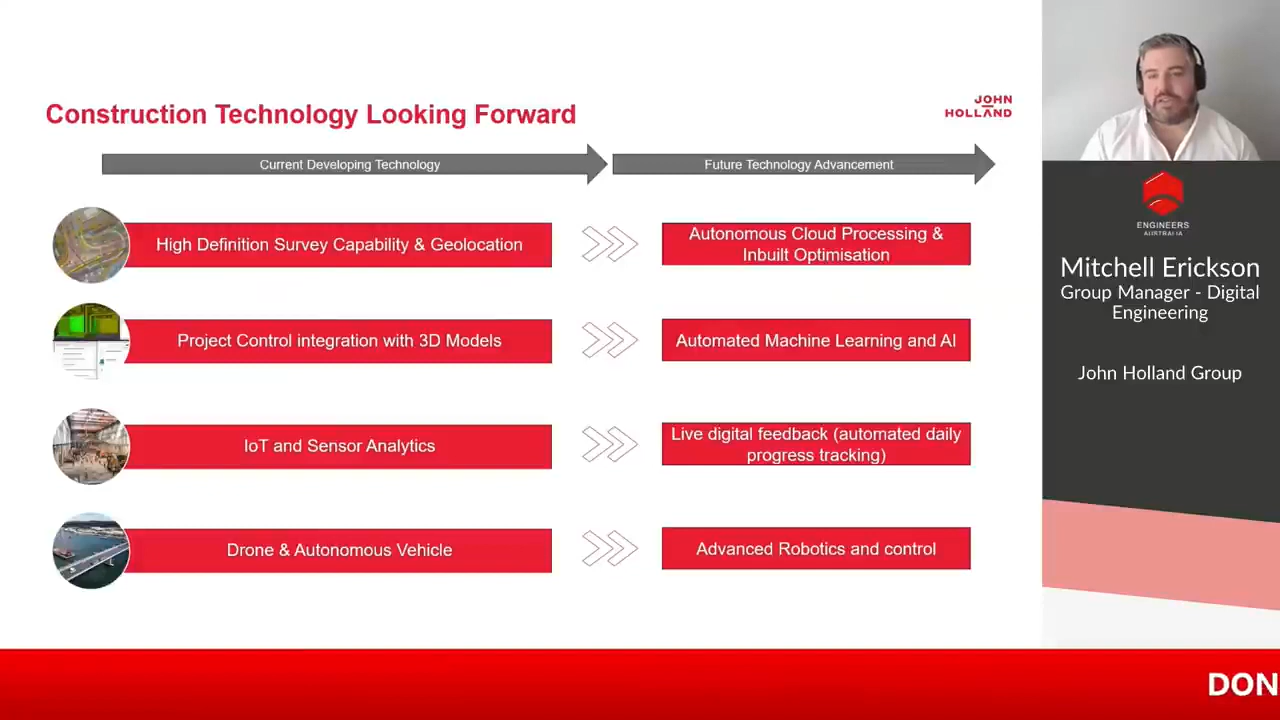 Construction Technology Looking Forward
JOHN
HOLLAND
Current Developing Technology
Future Technology Advancement
High Definition Survey Capability & Geolocation
Autonomous Cloud Processing &
Inbuilt Optimisation
Project Control integration with 3D Models
Automated Machine Learning and AI
IoT and Sensor Analytics
Live digital feedback (automated daily
progress tracking)
Drone & Autonomous Vehicle
Advanced Robotics and control
ENGINEERS
AUSTRALIA
Mitchell Erickson
Group Manager - Digital
Engineering
John Holland Group
DON